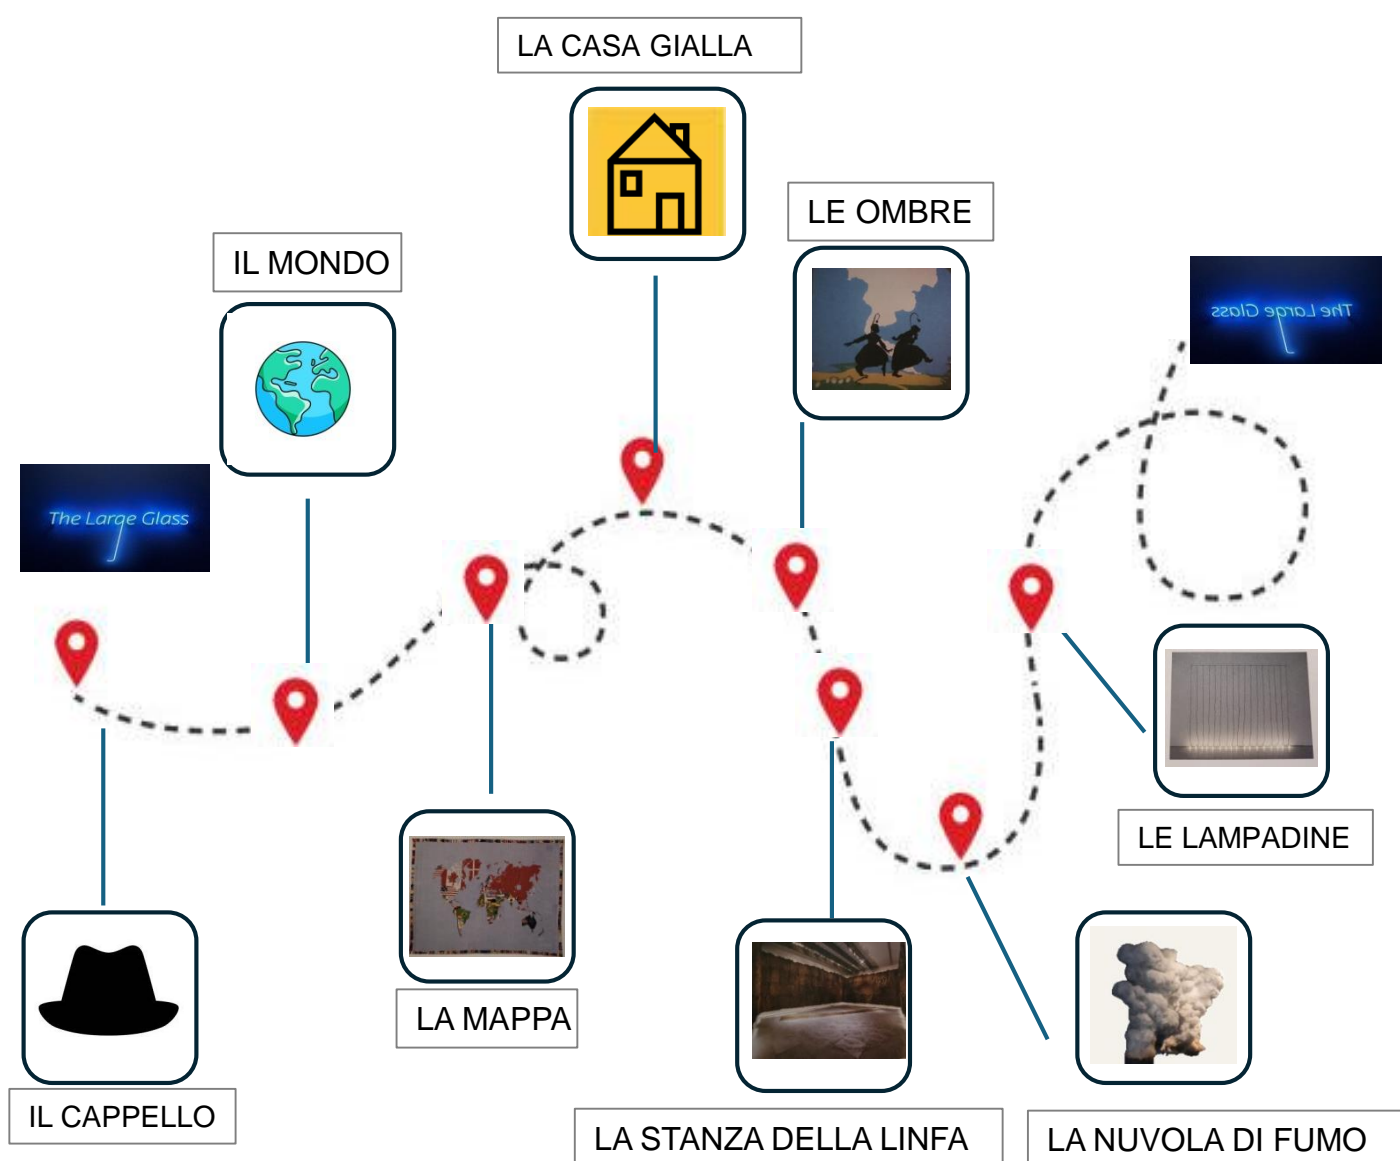 LA CASA GIALLA
LE OMBRE
IL MONDO
The Large Glass
The Large Glass
LE LAMPADINE
LA MAPPA
IL CAPPELLO
LA STANZA DELLA LINFA
LA NUVOLA DI FUMO